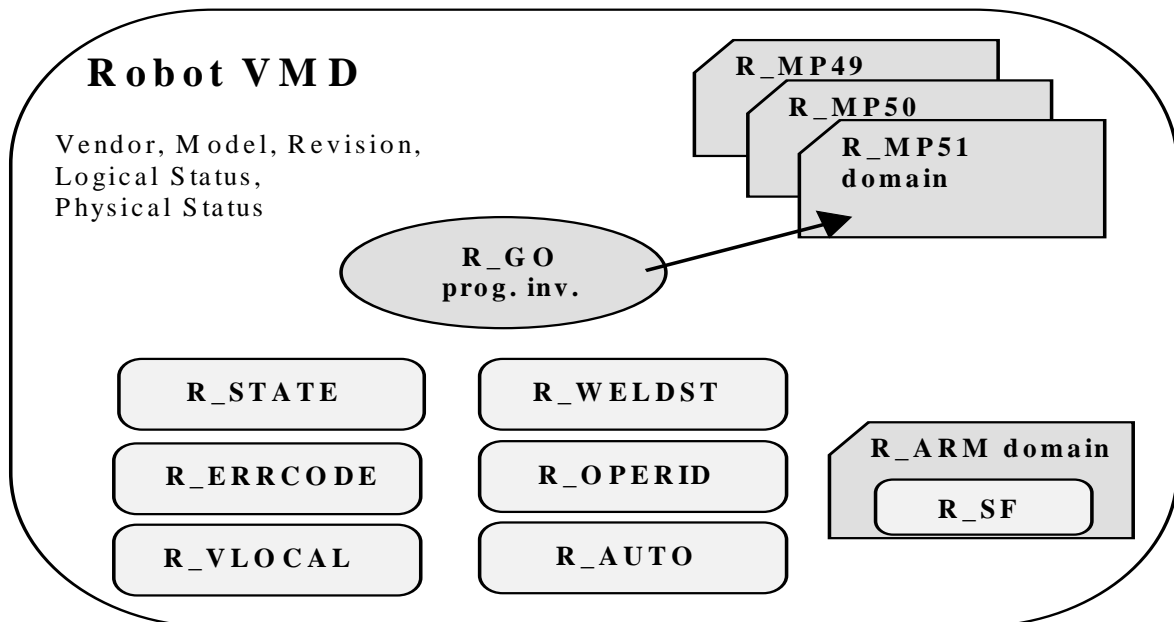 Robot VMD
Vendor, Model, Revision,
Logical Status,
Physical Status
R_MP49
R_MP50
R_MP51
domain
R_GO
prog. inv.
R_STATE
R_WELDST
R_ERRCODE
R_OPERID
R_VLOCAL
R_AUTO
R_ARM domain
R_SF